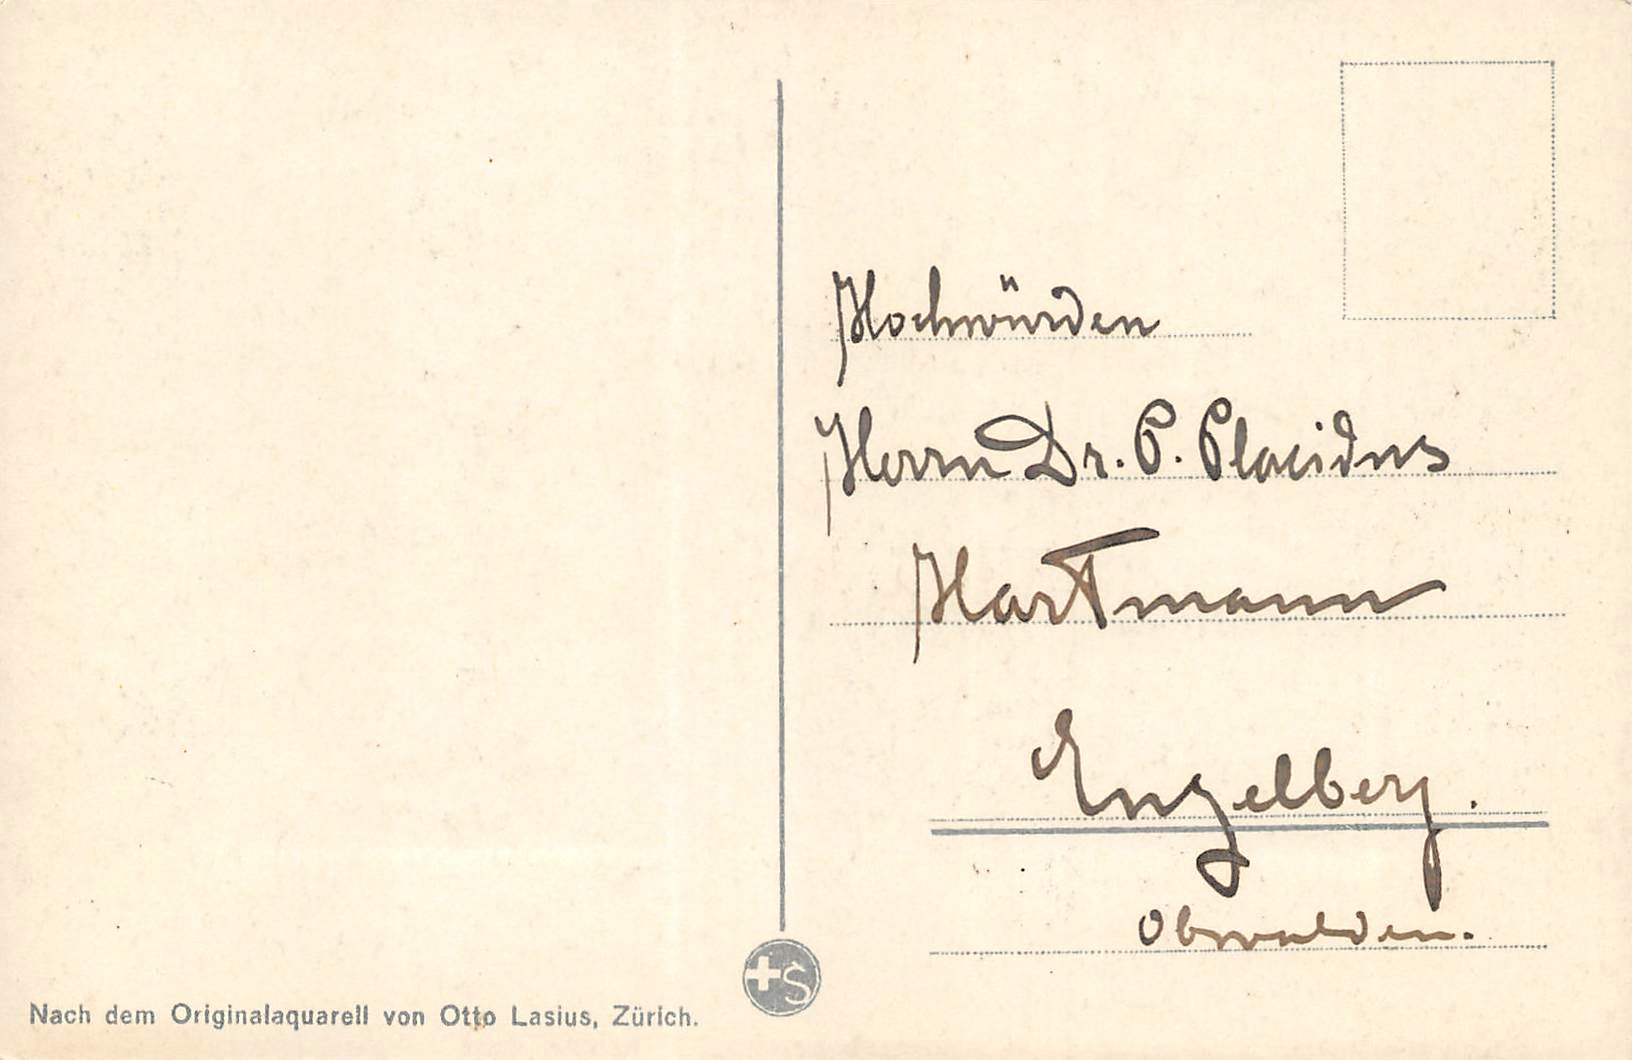 Hochwürden
Herrn Dr. P. Placidus
Hartmann
Engelberg.
Obwalden.
Nach dem Originalaquarell von Otto Lasius, Zürich.
+S